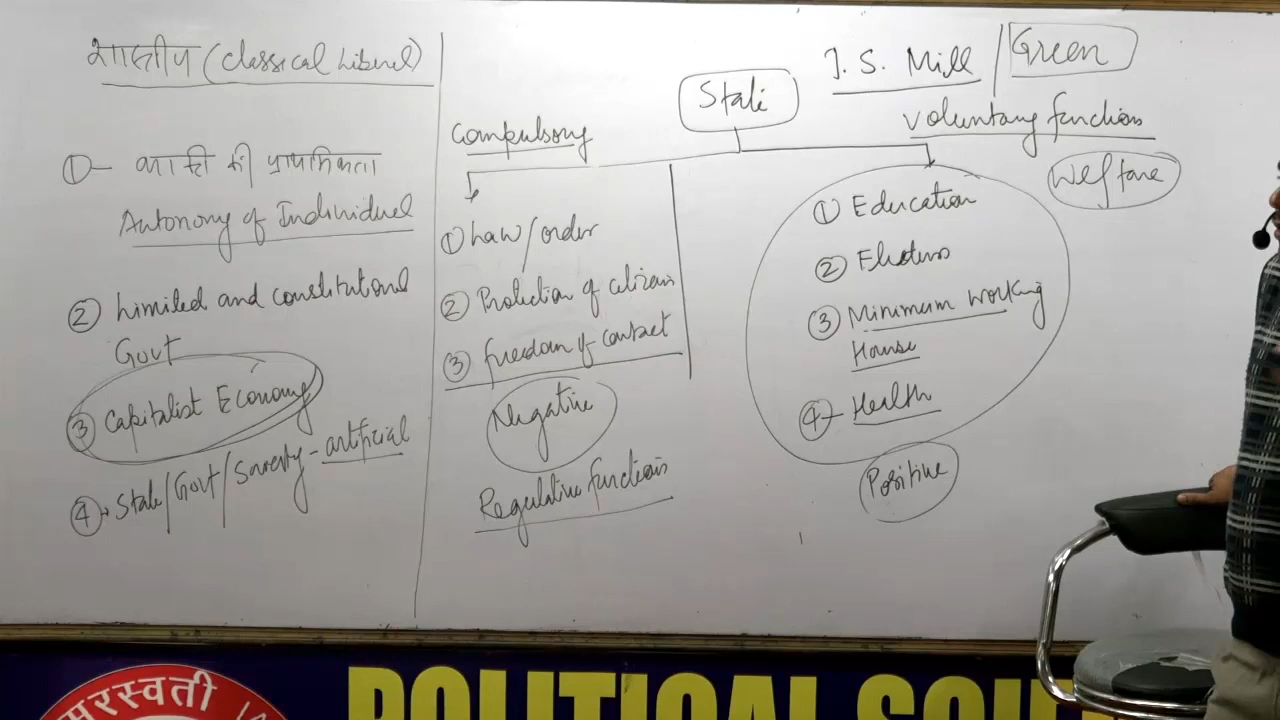 शास्त्रीय (Classical Liberal)
①– व्यक्ति की प्राथमिकता
Autonomy of Individual
② Limited and constitutional
Govt
③ Capitalist Economy
④→ State/Govt/Society – artificial
State
Compulsory
① Law/order
② Protection of citizens
③ freedom of contract
Negative
Regulative functions
J. S. Mill / Green
Voluntary functions
Welfare
① Education
② Elections
③ Minimum working
Hours
④– Health
Positive
सरस्वती
POLITICAL